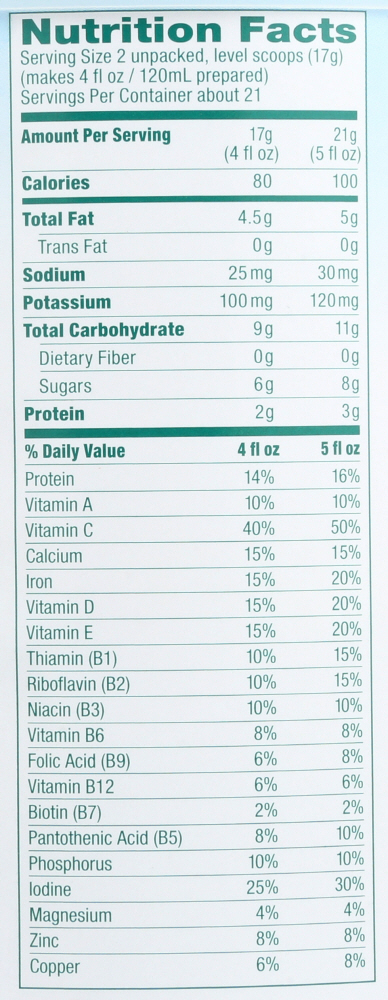 Nutrition Facts
Serving Size 2 unpacked, level scoops (17g)
(makes 4 fl oz / 120mL prepared)
Servings Per Container about 21
Amount Per Serving 17g 21g
(4 fl oz) (5 fl oz)
Calories 80 100
Total Fat 4.5g 5g
Trans Fat 0g 0g
Sodium 25mg 30mg
Potassium 100mg 120mg
Total Carbohydrate 9g 11g
Dietary Fiber 0g 0g
Sugars 6g 8g
Protein 2g 3g
% Daily Value 4 fl oz 5 fl oz
Protein 14% 16%
Vitamin A 10% 10%
Vitamin C 40% 50%
Calcium 15% 15%
Iron 15% 20%
Vitamin D 15% 20%
Vitamin E 15% 20%
Thiamin (B1) 10% 15%
Riboflavin (B2) 10% 15%
Niacin (B3) 10% 10%
Vitamin B6 8% 8%
Folic Acid (B9) 6% 8%
Vitamin B12 6% 6%
Biotin (B7) 2% 2%
Pantothenic Acid (B5) 8% 10%
Phosphorus 10% 10%
Iodine 25% 30%
Magnesium 4% 4%
Zinc 8% 8%
Copper 6% 8%